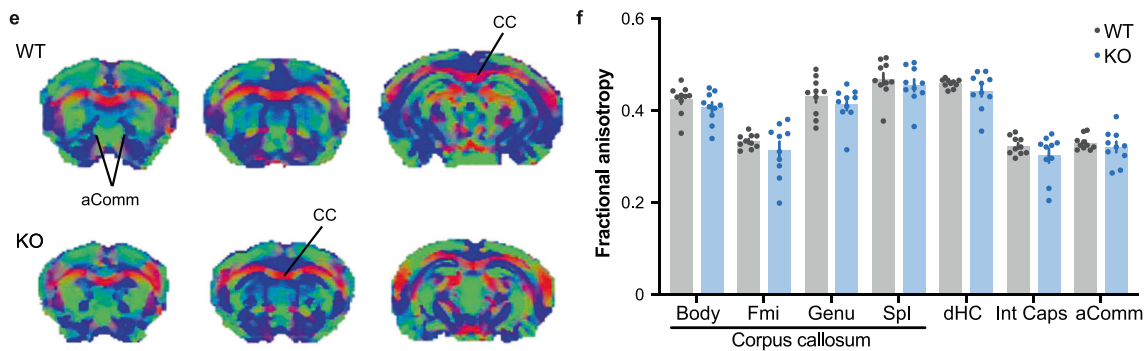 e
WT
CC
aComm
KO
CC
f
Fractional anisotropy
0.6
0.4
0.2
0
WT
KO
Body Fmi Genu Spl dHC Int Caps aComm
Corpus callosum